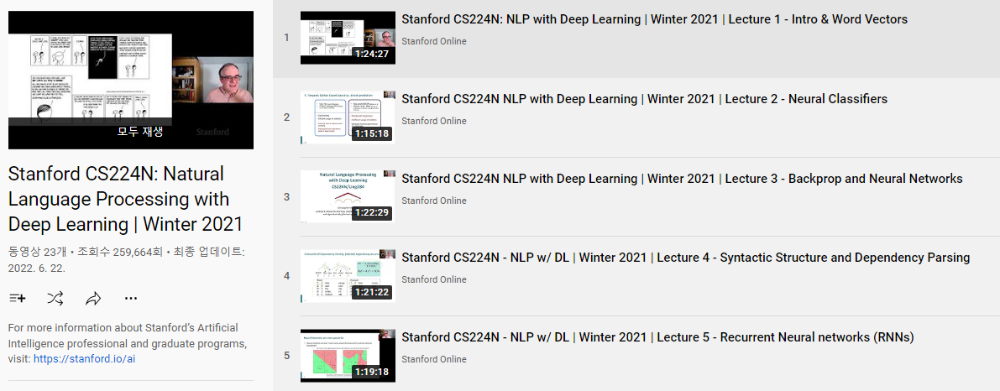 모두 재생
Stanford
Stanford CS224N: Natural
Language Processing with
Deep Learning | Winter 2021
동영상 23개 • 조회수 259,664회 • 최종 업데이트:
2022. 6. 22.
For more information about Stanford's Artificial
Intelligence professional and graduate programs,
visit: https://stanford.io/ai
1
1:24:27
Stanford CS224N: NLP with Deep Learning | Winter 2021 | Lecture 1 - Intro & Word Vectors
Stanford Online
2
1:15:18
Stanford CS224N NLP with Deep Learning | Winter 2021 | Lecture 2 - Neural Classifiers
Stanford Online
3
Natural Language Processing
with Deep Learning
CS224N/Ling284
1:22:29
Stanford CS224N NLP with Deep Learning | Winter 2021 | Lecture 3 - Backprop and Neural Networks
Stanford Online
4
1:21:22
Stanford CS224N - NLP w/ DL | Winter 2021 | Lecture 4 - Syntactic Structure and Dependency Parsing
Stanford Online
5
1:19:18
Stanford CS224N - NLP w/ DL | Winter 2021 | Lecture 5 - Recurrent Neural networks (RNNs)
Stanford Online